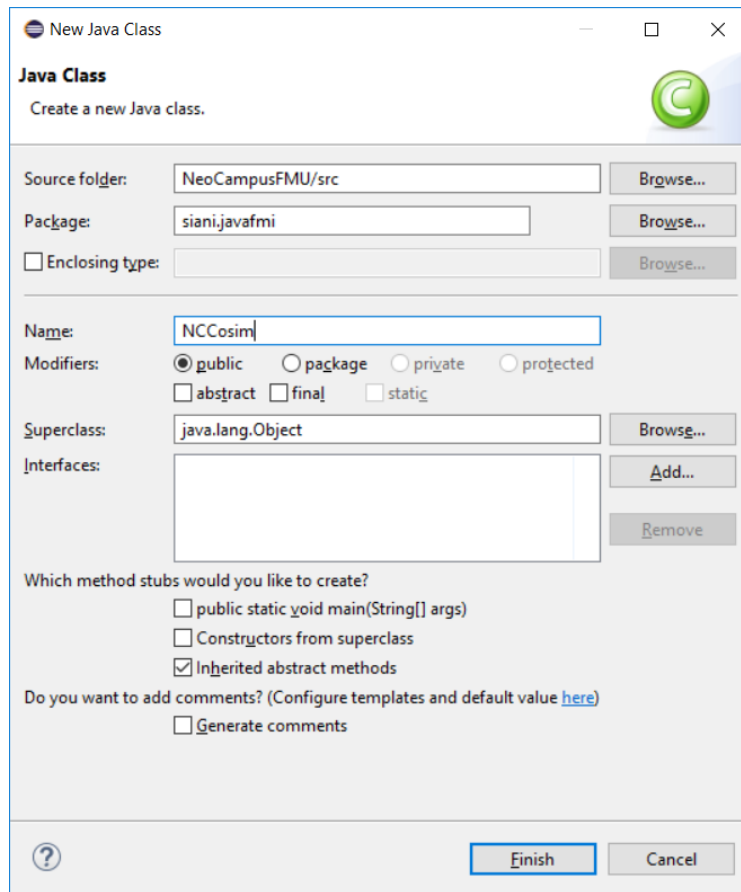 New Java Class
Java Class
Create a new Java class.
C
Source folder: NeoCampusFMU/src Browse...
Package: siani.javafmi Browse...
Enclosing type: Browse...
Name: NCCosim
Modifiers: public package private protected
abstract final static
Superclass: java.lang.Object Browse...
Interfaces: Add...
Remove
Which method stubs would you like to create?
public static void main(String[] args)
Constructors from superclass
Inherited abstract methods
Do you want to add comments? (Configure templates and default value here)
Generate comments
? Finish Cancel